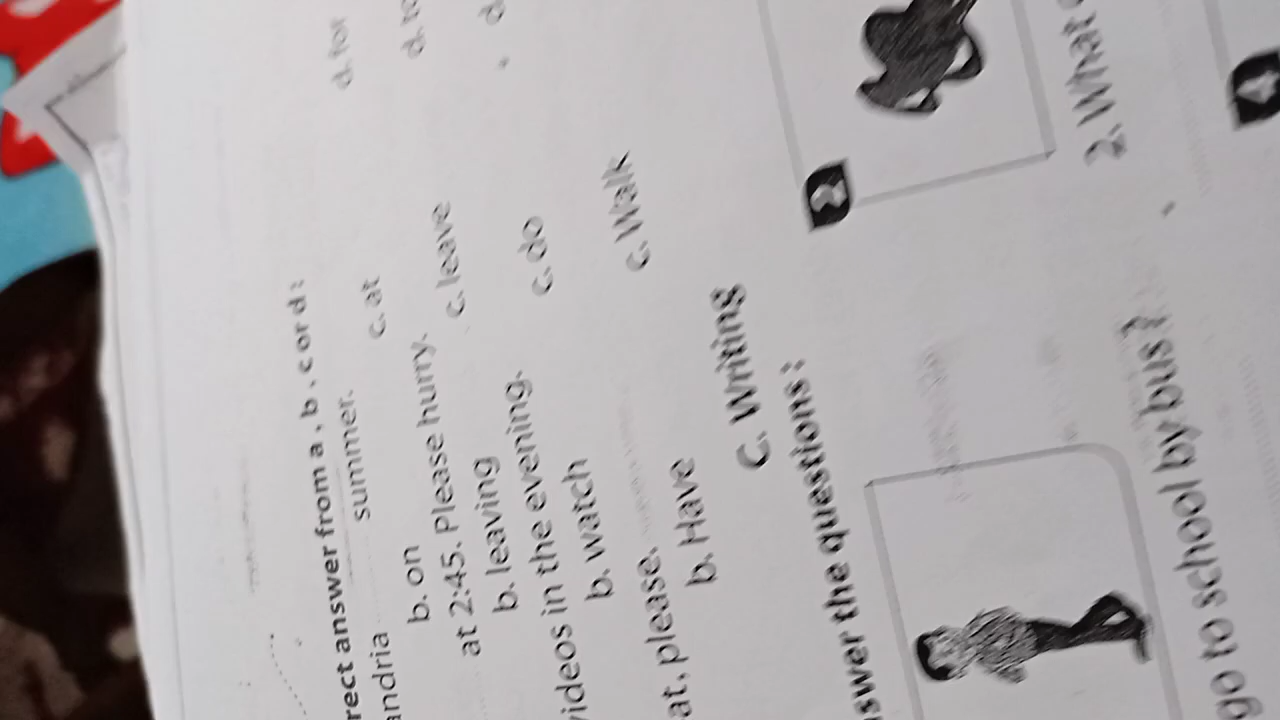 rect answer from a , b , c or d :
andria ........ summer.
b. on c. at d. for
at 2:45. Please hurry.
b. leaving c. leave
videos in the evening.
b. watch c. do
at, please.
b. Have c. Walk
C. Writing
nswer the questions :
2
go to school by bus?
2. What
4